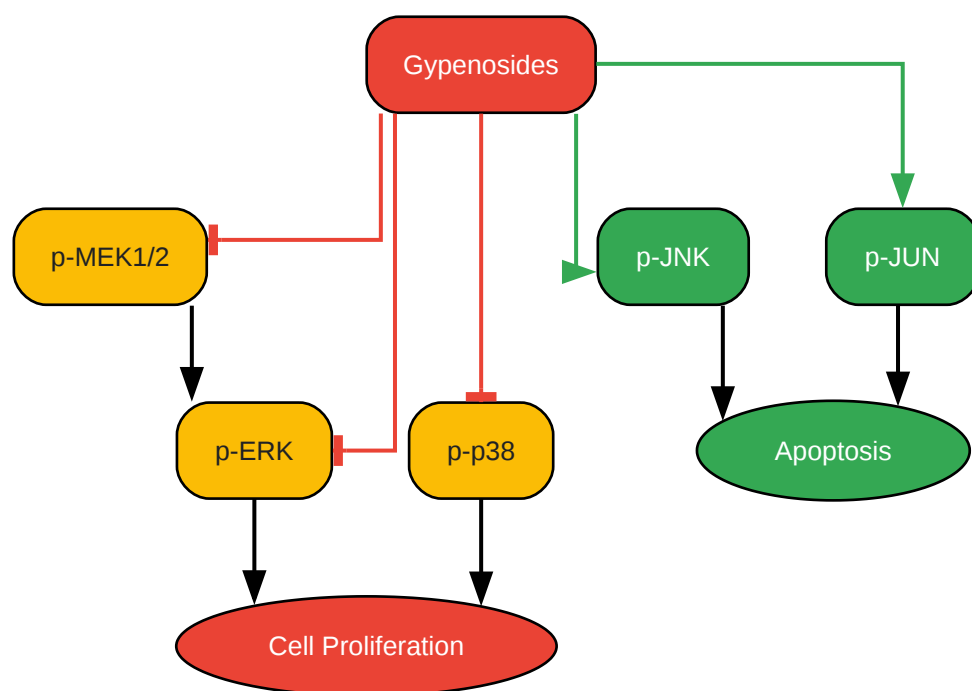 Gypenosides
p-MEK1/2
p-JNK
p-JUN
p-ERK
p-p38
Apoptosis
Cell Proliferation